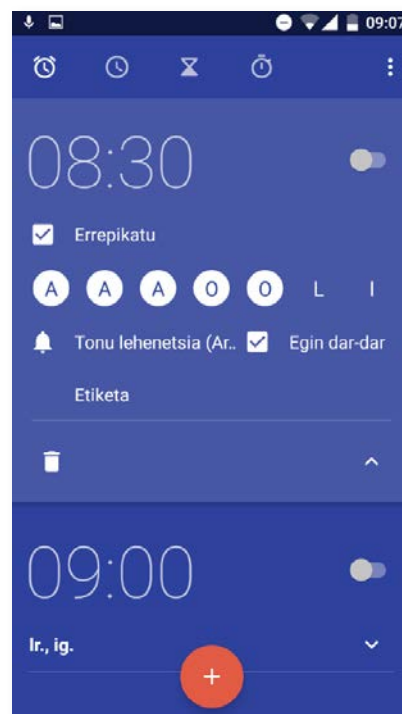 09:07
08:30
Errepikatu
A A A O O L I
Tonu lehenetsia (Ar.. Egin dar-dar
Etiketa
09:00
Ir., ig.